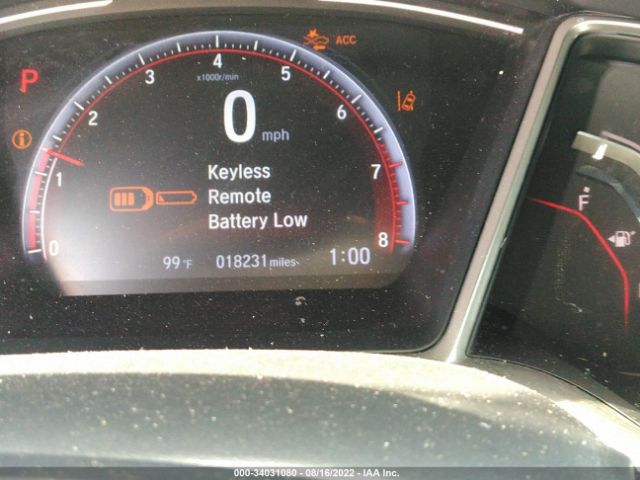 ACC
P
4
3
5
x1000r/min
2
6
0 mph
1
7
Keyless
Remote
Battery Low
F
0
8
99°F 018231 miles 1:00
000-34031080 - 08/16/2022 - IAA Inc.